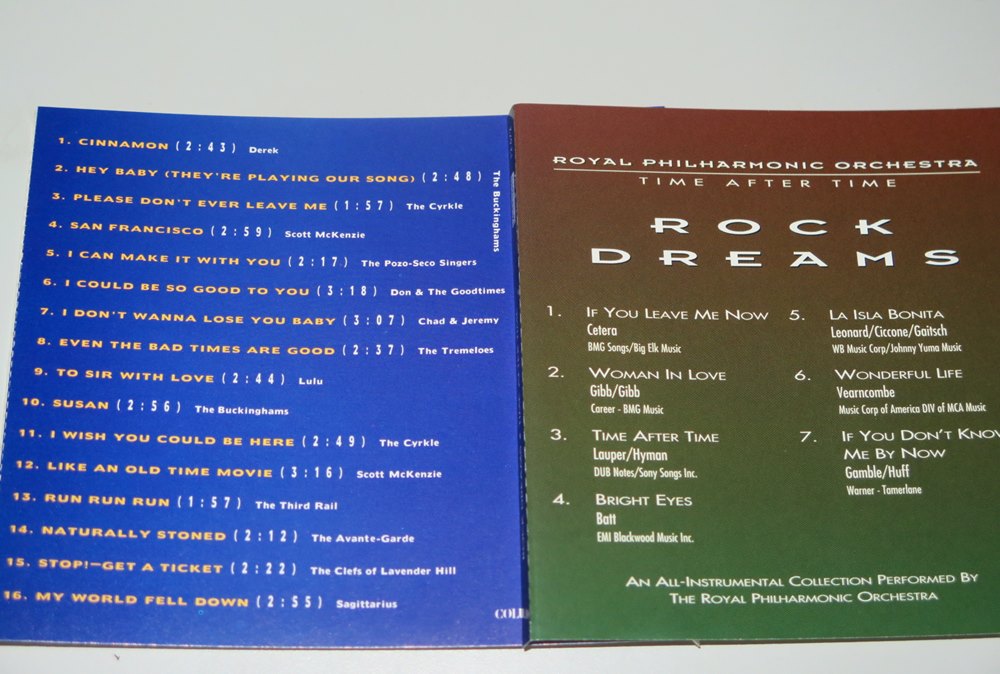 1. CINNAMON (2:43) Derek
2. HEY BABY (THEY'RE PLAYING OUR SONG) (2:48) The Buckinghams
3. PLEASE DON'T EVER LEAVE ME (1:57) The Cyrkle
4. SAN FRANCISCO (2:59) Scott McKenzie
5. I CAN MAKE IT WITH YOU (2:17) The Pozo-Seco Singers
6. I COULD BE SO GOOD TO YOU (3:18) Don & The Goodtimes
7. I DON'T WANNA LOSE YOU BABY (3:07) Chad & Jeremy
8. EVEN THE BAD TIMES ARE GOOD (2:37) The Tremeloes
9. TO SIR WITH LOVE (2:44) Lulu
10. SUSAN (2:56) The Buckinghams
11. I WISH YOU COULD BE HERE (2:49) The Cyrkle
12. LIKE AN OLD TIME MOVIE (3:16) Scott McKenzie
13. RUN RUN RUN (1:57) The Third Rail
14. NATURALLY STONED (2:12) The Avante-Garde
15. STOP!—GET A TICKET (2:22) The Clefs of Lavender Hill
16. MY WORLD FELL DOWN (2:55) Sagittarius
ROYAL PHILHARMONIC ORCHESTRA
TIME AFTER TIME
ROCK
DREAMS
1. IF YOU LEAVE ME NOW
Cetera
BMG Songs/Big Elk Music
2. WOMAN IN LOVE
Gibb/Gibb
Career - BMG Music
3. TIME AFTER TIME
Lauper/Hyman
DUB Notes/Sony Songs Inc.
4. BRIGHT EYES
Batt
EMI Blackwood Music Inc.
5. LA ISLA BONITA
Leonard/Ciccone/Gaitsch
WB Music Corp/Johnny Yuma Music
6. WONDERFUL LIFE
Vearncombe
Music Corp of America DIV of MCA Music
7. IF YOU DON'T KNOW
ME BY NOW
Gamble/Huff
Warner - Tamerlane
AN ALL-INSTRUMENTAL COLLECTION PERFORMED BY
THE ROYAL PHILHARMONIC ORCHESTRA